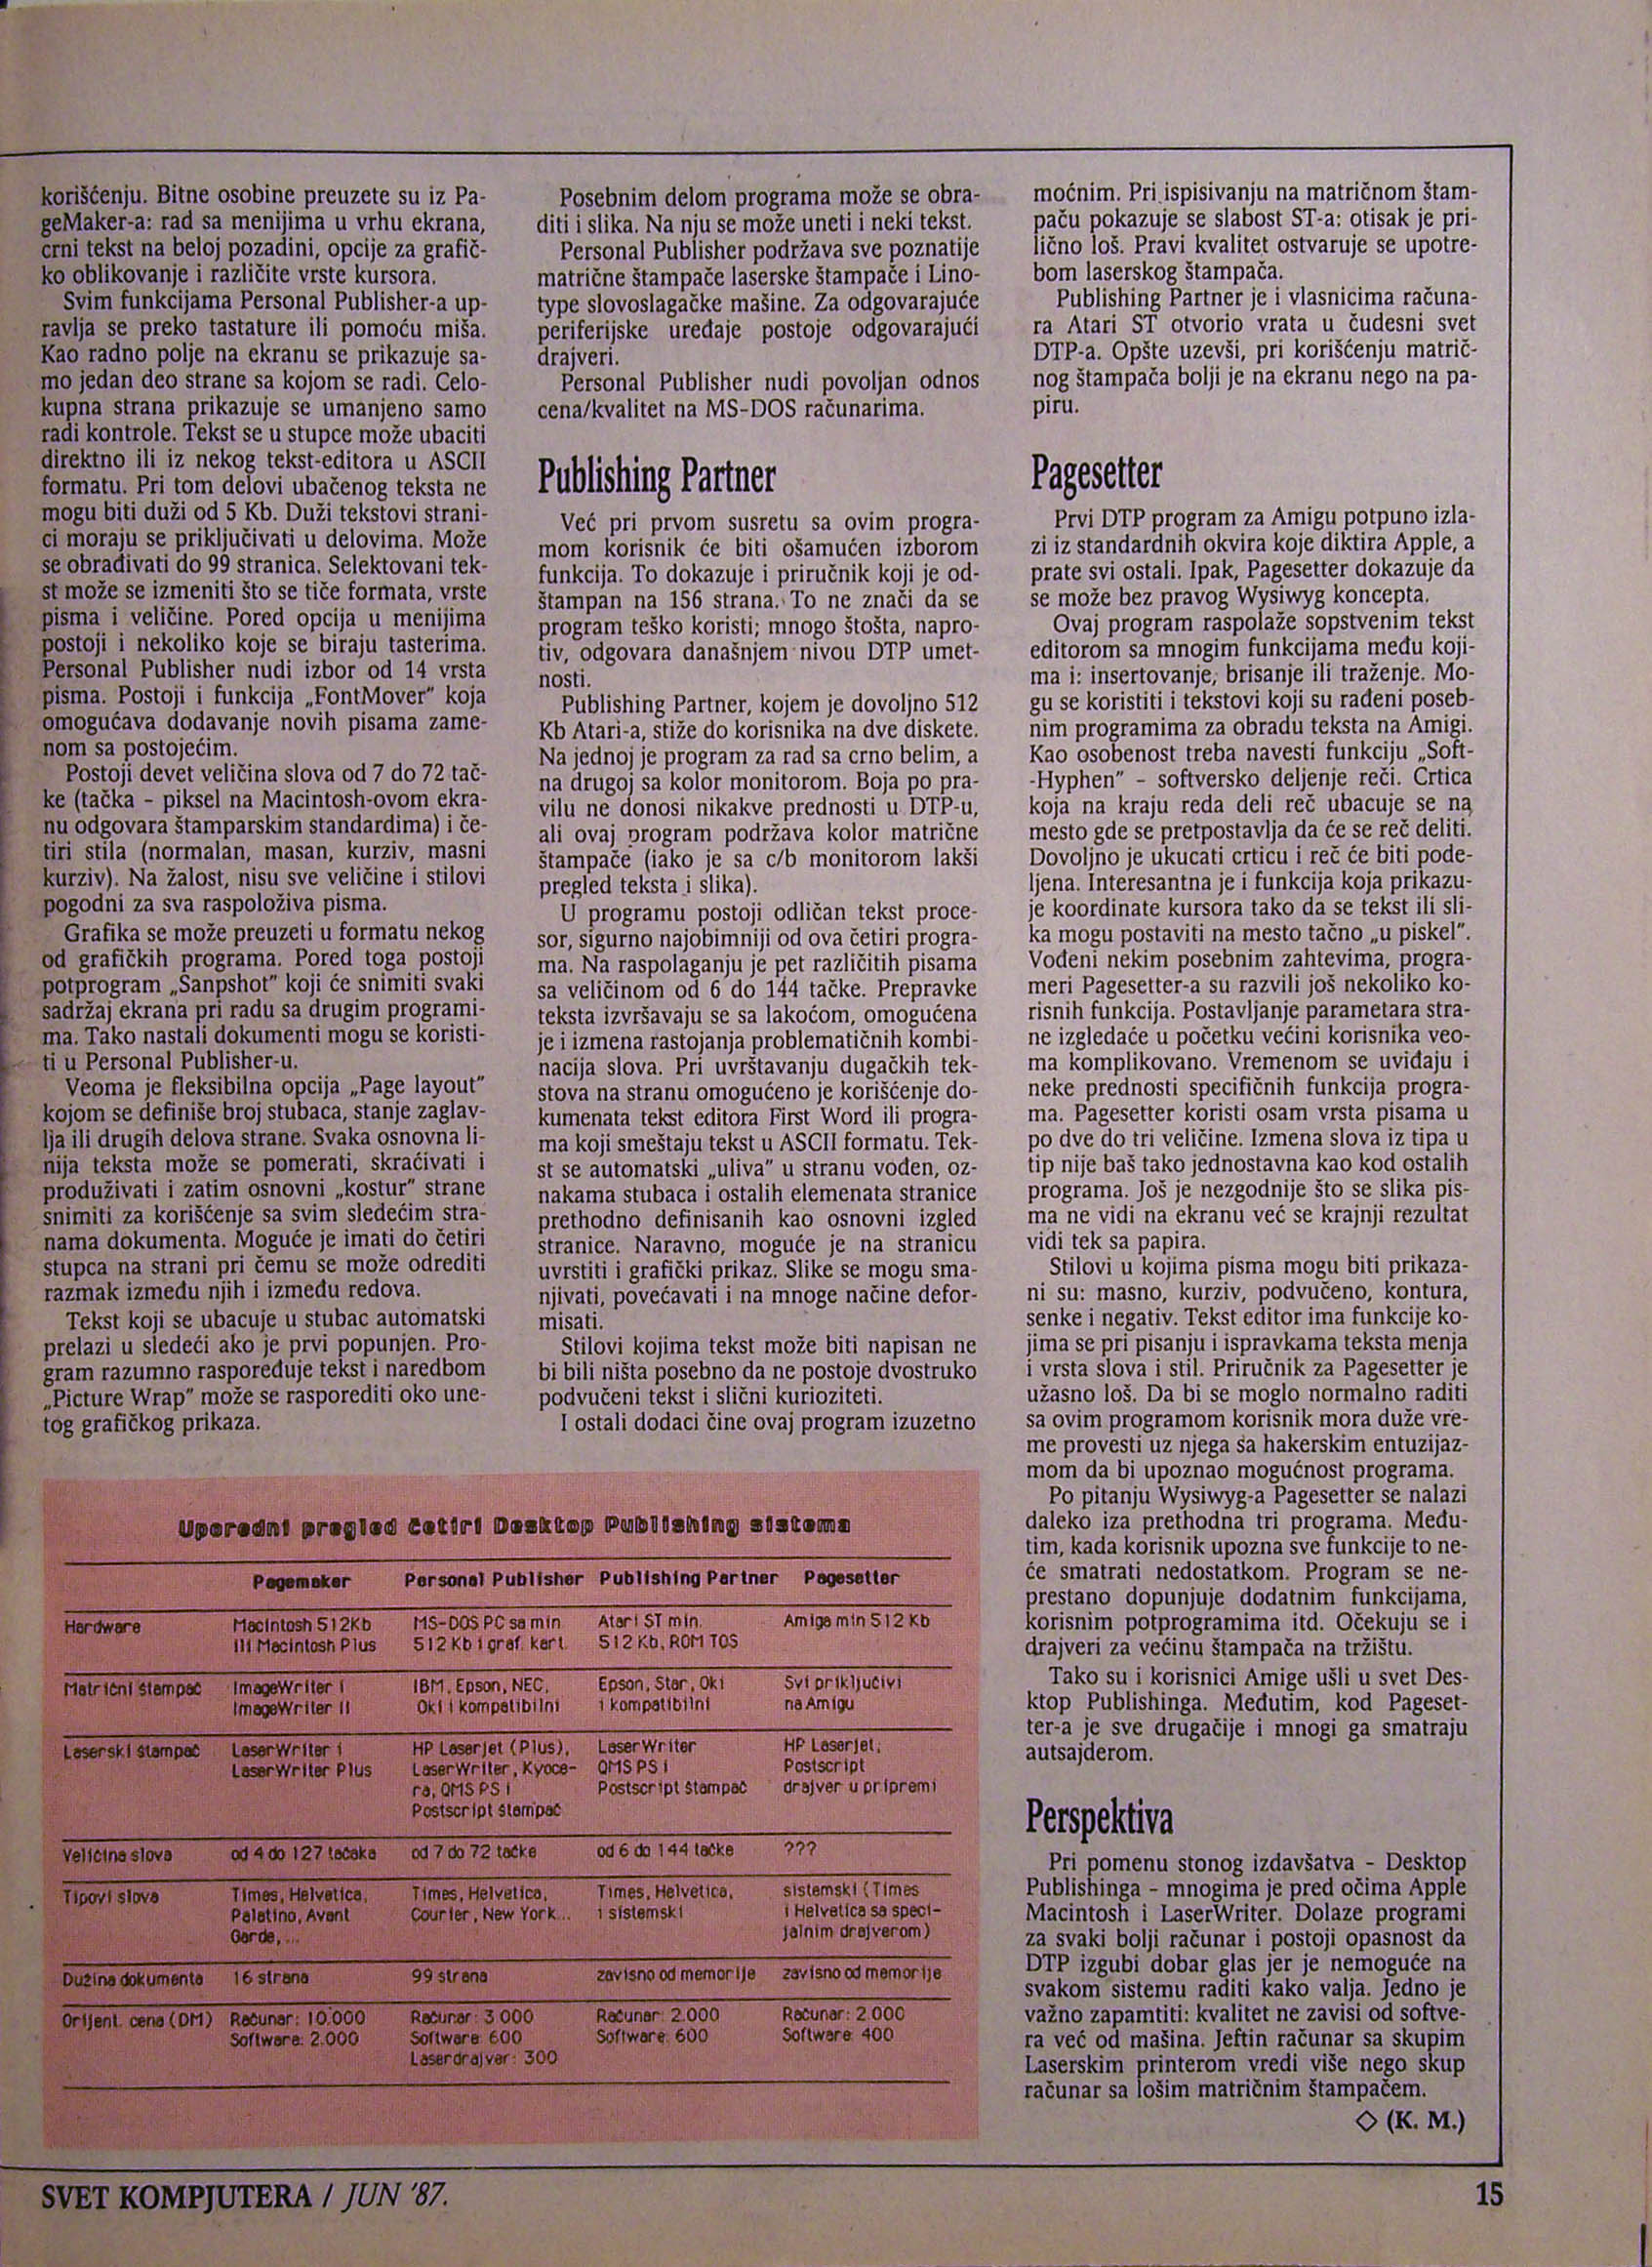 korišćenju. Bitne osobine preuzete su iz Pa-
geMaker-a: rad sa menijima u vrhu ekrana,
crni tekst na beloj pozadini, opcije za grafič-
ko oblikovanje i različite vrste kursora.
Svim funkcijama Personal Publisher-a up-
ravlja se preko tastature ili pomoću miša.
Kao radno polje na ekranu se prikazuje sa-
mo jedan deo strane sa kojom se radi. Celo-
kupna strana prikazuje se umanjeno samo
radi kontrole. Tekst se u stupce može ubaciti
direktno ili iz nekog tekst-editora u ASCII
formatu. Pri tom delovi ubačenog teksta ne
mogu biti duži od 5 Kb. Duži tekstovi strani-
ci moraju se priključivati u delovima. Može
se obrađivati do 99 stranica. Selektovani tek-
st može se izmeniti što se tiče formata, vrste
pisma i veličine. Pored opcija u menijima
postoji i nekoliko koje se biraju tasterima.
Personal Publisher nudi izbor od 14 vrsta
pisma. Postoji i funkcija „FontMover" koja
omogućava dodavanje novih pisama zame-
nom sa postojećim.
Postoji devet veličina slova od 7 do 72 tač-
ke (tačka - piksel na Macintosh-ovom ekra-
nu odgovara štamparskim standardima) i če-
tiri stila (normalan, masan, kurziv, masni
kurziv). Na žalost, nisu sve veličine i stilovi
pogodni za sva raspoloživa pisma.
Grafika se može preuzeti u formatu nekog
od grafičkih programa. Pored toga postoji
potprogram „Sanpshot" koji će snimiti svaki
sadržaj ekrana pri radu sa drugim programi-
ma. Tako nastali dokumenti mogu se koristi-
ti u Personal Publisher-u.
Veoma je fleksibilna opcija „Page layout"
kojom se definiše broj stubaca, stanje zaglav-
lja ili drugih delova strane. Svaka osnovna li-
nija teksta može se pomerati, skraćivati i
produživati i zatim osnovni „kostur" strane
snimiti za korišćenje sa svim sledećim stra-
nama dokumenta. Moguće je imati do četiri
stupca na strani pri čemu se može odrediti
razmak između njih i između redova.
Tekst koji se ubacuje u stubac automatski
prelazi u sledeći ako je prvi popunjen. Pro-
gram razumno raspoređuje tekst i naredbom
„Picture Wrap" može se rasporediti oko une-
tog grafičkog prikaza.
Posebnim delom programa može se obra-
diti i slika. Na nju se može uneti i neki tekst.
Personal Publisher podržava sve poznatije
matrične štampače laserske štampače i Lino-
type slovoslagačke mašine. Za odgovarajuće
periferijske uređaje postoje odgovarajući
drajveri.
Personal Publisher nudi povoljan odnos
cena/kvalitet na MS-DOS računarima.
Publishing Partner
Već pri prvom susretu sa ovim progra-
mom korisnik će biti ošamućen izborom
funkcija. To dokazuje i priručnik koji je od-
štampan na 156 strana. To ne znači da se
program teško koristi; mnogo štošta, napro-
tiv, odgovara današnjem nivou DTP umet-
nosti.
Publishing Partner, kojem je dovoljno 512
Kb Atari-a, stiže do korisnika na dve diskete.
Na jednoj je program za rad sa crno belim, a
na drugoj sa kolor monitorom. Boja po pra-
vilu ne donosi nikakve prednosti u DTP-u,
ali ovaj program podržava kolor matrične
štampače (iako je sa c/b monitorom lakši
pregled teksta i slika).
U programu postoji odličan tekst proce-
sor, sigurno najobimniji od ova četiri progra-
ma. Na raspolaganju je pet različitih pisama
sa veličinom od 6 do 144 tačke. Prepravke
teksta izvršavaju se sa lakoćom, omogućena
je i izmena rastojanja problematičnih kombi-
nacija slova. Pri uvrštavanju dugačkih tek-
stova na stranu omogućeno je korišćenje do-
kumenata tekst editora First Word ili progra-
ma koji smeštaju tekst u ASCII formatu. Tek-
st se automatski „uliva" u stranu vođen, oz-
nakama stubaca i ostalih elemenata stranice
prethodno definisanih kao osnovni izgled
stranice. Naravno, moguće je na stranicu
uvrstiti i grafički prikaz. Slike se mogu sma-
njivati, povećavati i na mnoge načine defor-
misati.
Stilovi kojima tekst može biti napisan ne
bi bili ništa posebno da ne postoje dvostruko
podvučeni tekst i slični kurioziteti.
I ostali dodaci čine ovaj program izuzetno
moćnim. Pri ispisivanju na matričnom štam-
paču pokazuje se slabost ST-a: otisak je pri-
lično loš. Pravi kvalitet ostvaruje se upotre-
bom laserskog štampača.
Publishing Partner je i vlasnicima računa-
ra Atari ST otvorio vrata u čudesni svet
DTP-a. Opšte uzevši, pri korišćenju matrič-
nog štampača bolji je na ekranu nego na pa-
piru.
Pagesetter
Prvi DTP program za Amigu potpuno izla-
zi iz standardnih okvira koje diktira Apple, a
prate svi ostali. Ipak, Pagesetter dokazuje da
se može bez pravog Wysiwyg koncepta.
Ovaj program raspolaže sopstvenim tekst
editorom sa mnogim funkcijama među koji-
ma i: insertovanje, brisanje ili traženje. Mo-
gu se koristiti i tekstovi koji su rađeni poseb-
nim programima za obradu teksta na Amigi.
Kao osobenost treba navesti funkciju „Soft-
-Hyphen" - softversko deljenje reči. Crtica
koja na kraju reda deli reč ubacuje se na
mesto gde se pretpostavlja da će se reč deliti.
Dovoljno je ukucati crticu i reč će biti pode-
ljena. Interesantna je i funkcija koja prikazu-
je koordinate kursora tako da se tekst ili sli-
ka mogu postaviti na mesto tačno „u piskel".
Vođeni nekim posebnim zahtevima, progra-
meri Pagesetter-a su razvili još nekoliko ko-
risnih funkcija. Postavljanje parametara stra-
ne izgledaće u početku većini korisnika veo-
ma komplikovano. Vremenom se uviđaju i
neke prednosti specifičnih funkcija progra-
ma. Pagesetter koristi osam vrsta pisama u
po dve do tri veličine. Izmena slova iz tipa u
tip nije baš tako jednostavna kao kod ostalih
programa. Još je nezgodnije što se slika pis-
ma ne vidi na ekranu već se krajnji rezultat
vidi tek sa papira.
Stilovi u kojima pisma mogu biti prikaza-
ni su: masno, kurziv, podvučeno, kontura,
senke i negativ. Tekst editor ima funkcije ko-
jima se pri pisanju i ispravkama teksta menja
i vrsta slova i stil. Priručnik za Pagesetter je
užasno loš. Da bi se moglo normalno raditi
sa ovim programom korisnik mora duže vre-
me provesti uz njega sa hakerskim entuzijaz-
mom da bi upoznao mogućnost programa.
Po pitanju Wysiwyg-a Pagesetter se nalazi
daleko iza prethodna tri programa. Među-
tim, kada korisnik upozna sve funkcije to ne-
će smatrati nedostatkom. Program se ne-
prestano dopunjuje dodatnim funkcijama,
korisnim potprogramima itd. Očekuju se i
drajveri za većinu štampača na tržištu.
Tako su i korisnici Amige ušli u svet Des-
ktop Publishinga. Međutim, kod Pageset-
ter-a je sve drugačije i mnogi ga smatraju
autsajderom.
Perspektiva
Pri pomenu stonog izdavšatva - Desktop
Publishinga - mnogima je pred očima Apple
Macintosh i LaserWriter. Dolaze programi
za svaki bolji računar i postoji opasnost da
DTP izgubi dobar glas jer je nemoguće na
svakom sistemu raditi kako valja. Jedno je
važno zapamtiti: kvalitet ne zavisi od softve-
ra već od mašina. Jeftin računar sa skupim
Laserskim printerom vredi više nego skup
računar sa lošim matričnim štampačem.
◇ (K. M.)
Uporedni pregled četiri Desktop Publishing sistema
Pagemaker Personal Publisher Publishing Partner Pagesetter
Hardware Macintosh 512Kb MS-DOS PC sa min Atari ST min. Amiga min 512 Kb
ili Macintosh Plus 512 Kb i graf. kart. 512 Kb, ROM TOS
Matrični štampač ImageWriter I IBM, Epson, NEC, Epson, Star, Oki Svi priključivi
ImageWriter II Oki i kompatibilni i kompatibilni na Amigu
Laserski štampač LaserWriter i HP Laserjet (Plus), LaserWriter HP Laserjet,
LaserWriter Plus LaserWriter, Kyoce- QMS PS i Postscript
ra, QMS PS i Postscript štampač drajver u pripremi
Postscript štampač
Veličina slova od 4 do 127 tačaka od 7 do 72 tačke od 6 do 144 tačke ???
Tipovi slova Times, Helvetica, Times, Helvetica, Times, Helvetica, sistemski (Times
Palatino, Avant Courier, New York... i sistemski i Helvetica sa speci-
Garde,... jalnim drajverom)
Dužina dokumenta 16 strana 99 strana zavisno od memorije zavisno od memorije
Orijent. cena (DM) Računar: 10.000 Računar: 3.000 Računar: 2.000 Računar: 2.000
Software: 2.000 Software: 600 Software: 600 Software: 400
Laserdrajver: 300
SVET KOMPJUTERA / JUN '87.
15